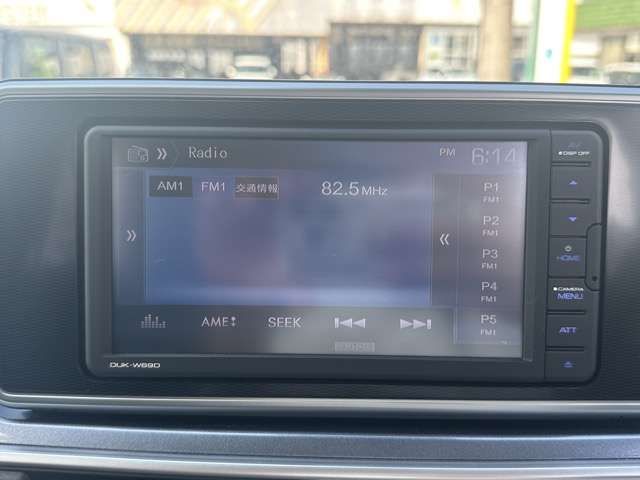 Radio
PM 6:14
AV
DISP OFF
AM1 FM1 交通情報 82.5MHz
P1
FM1
P2
FM1
P3
FM1
P4
FM1
P5
FM1
HOME
CAMERA
MENU
ATT
AME SEEK
DUK-W69D